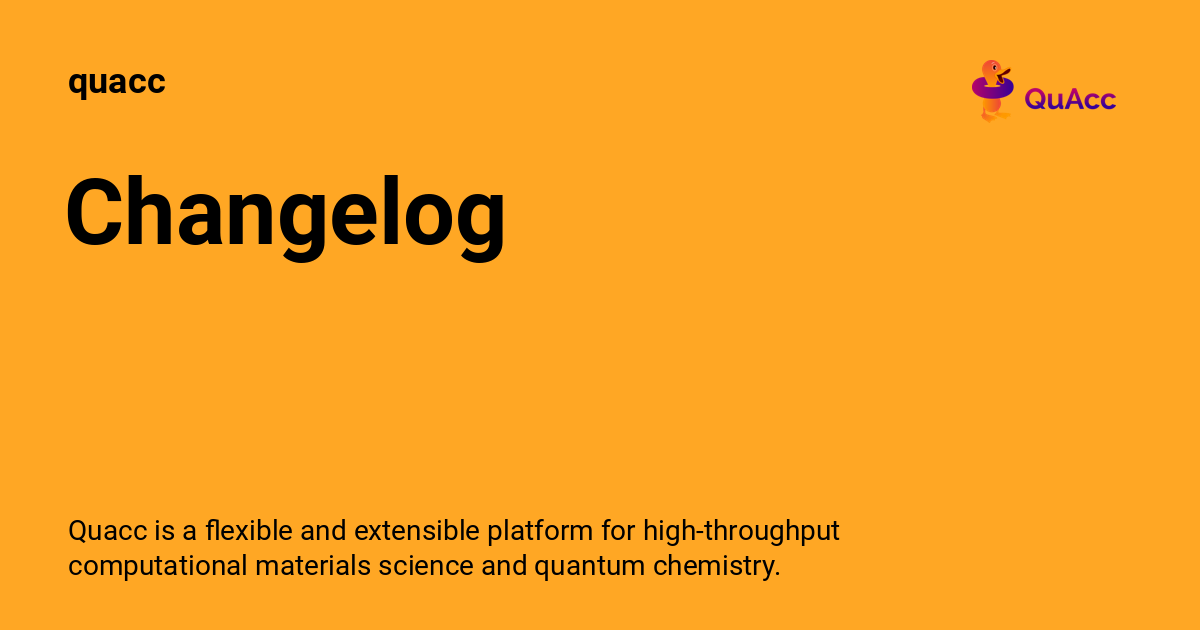 quacc
QuAcc
Changelog
Quacc is a flexible and extensible platform for high-throughput
computational materials science and quantum chemistry.